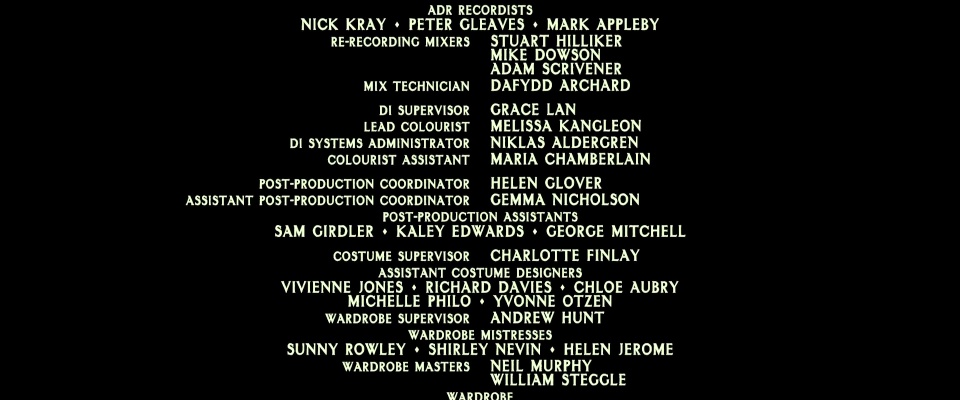 ADR RECORDISTS
NICK KRAY • PETER GLEAVES • MARK APPLEBY
RE-RECORDING MIXERS STUART HILLIKER
MIKE DOWSON
ADAM SCRIVENER
MIX TECHNICIAN DAFYDD ARCHARD
DI SUPERVISOR GRACE LAN
LEAD COLOURIST MELISSA KANGLEON
DI SYSTEMS ADMINISTRATOR NIKLAS ALDERGREN
COLOURIST ASSISTANT MARIA CHAMBERLAIN
POST-PRODUCTION COORDINATOR HELEN GLOVER
ASSISTANT POST-PRODUCTION COORDINATOR GEMMA NICHOLSON
POST-PRODUCTION ASSISTANTS
SAM GIRDLER • KALEY EDWARDS • GEORGE MITCHELL
COSTUME SUPERVISOR CHARLOTTE FINLAY
ASSISTANT COSTUME DESIGNERS
VIVIENNE JONES • RICHARD DAVIES • CHLOE AUBRY
MICHELLE PHILO • YVONNE OTZEN
WARDROBE SUPERVISOR ANDREW HUNT
WARDROBE MISTRESSES
SUNNY ROWLEY • SHIRLEY NEVIN • HELEN JEROME
WARDROBE MASTERS NEIL MURPHY
WILLIAM STEGGLE
WARDROBE